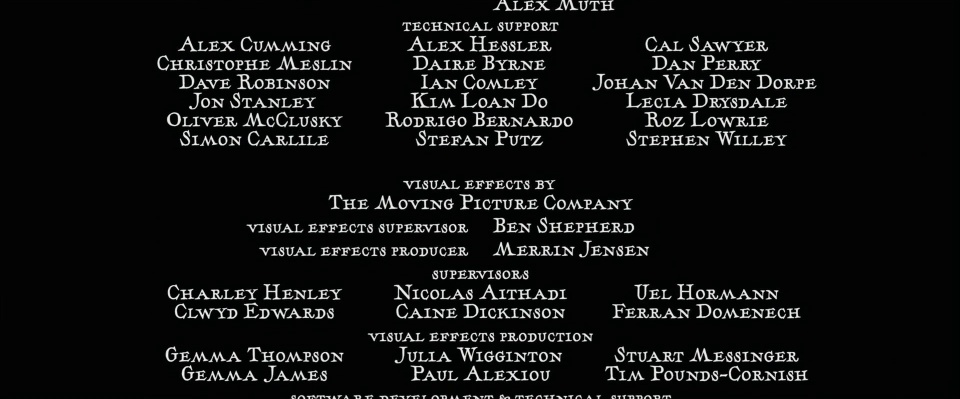 Alex Muth
technical support
Alex Cumming Alex Hessler Cal Sawyer
Christophe Meslin Daire Byrne Dan Perry
Dave Robinson Ian Comley Johan Van Den Dorpe
Jon Stanley Kim Loan Do Lecia Drysdale
Oliver McClusky Rodrigo Bernardo Roz Lowrie
Simon Carlile Stefan Putz Stephen Willey
visual effects by
The Moving Picture Company
visual effects supervisor Ben Shepherd
visual effects producer Merrin Jensen
supervisors
Charley Henley Nicolas Aithadi Uel Hormann
Clwyd Edwards Caine Dickinson Ferran Domenech
visual effects production
Gemma Thompson Julia Wigginton Stuart Messinger
Gemma James Paul Alexiou Tim Pounds-Cornish
software development & technical support